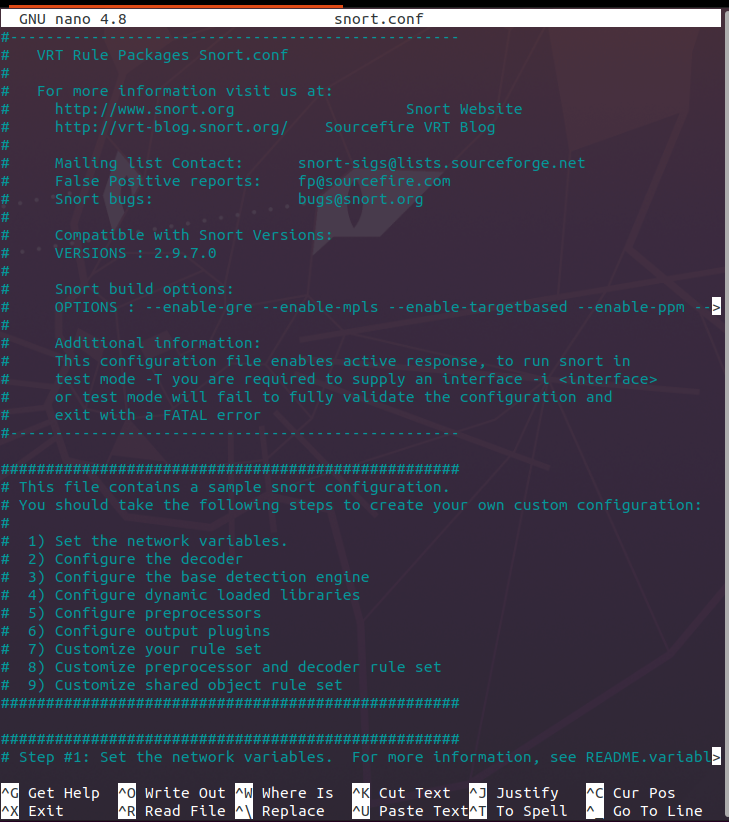 GNU nano 4.8                       snort.conf
#--------------------------------------------------
#   VRT Rule Packages Snort.conf
#
#   For more information visit us at:
#     http://www.snort.org                   Snort Website
#     http://vrt-blog.snort.org/    Sourcefire VRT Blog
#
#     Mailing list Contact:      snort-sigs@lists.sourceforge.net
#     False Positive reports:    fp@sourcefire.com
#     Snort bugs:                bugs@snort.org
#
#     Compatible with Snort Versions:
#     VERSIONS : 2.9.7.0
#
#     Snort build options:
#     OPTIONS : --enable-gre --enable-mpls --enable-targetbased --enable-ppm -->
#
#     Additional information:
#     This configuration file enables active response, to run snort in
#     test mode -T you are required to supply an interface -i <interface>
#     or test mode will fail to fully validate the configuration and
#     exit with a FATAL error
#--------------------------------------------------

###################################################
# This file contains a sample snort configuration.
# You should take the following steps to create your own custom configuration:
#
#  1) Set the network variables.
#  2) Configure the decoder
#  3) Configure the base detection engine
#  4) Configure dynamic loaded libraries
#  5) Configure preprocessors
#  6) Configure output plugins
#  7) Customize your rule set
#  8) Customize preprocessor and decoder rule set
#  9) Customize shared object rule set
###################################################

###################################################
# Step #1: Set the network variables.  For more information, see README.variabl>

^G Get Help  ^O Write Out ^W Where Is  ^K Cut Text  ^J Justify   ^C Cur Pos
^X Exit      ^R Read File ^\ Replace   ^U Paste Text^T To Spell  ^_ Go To Line